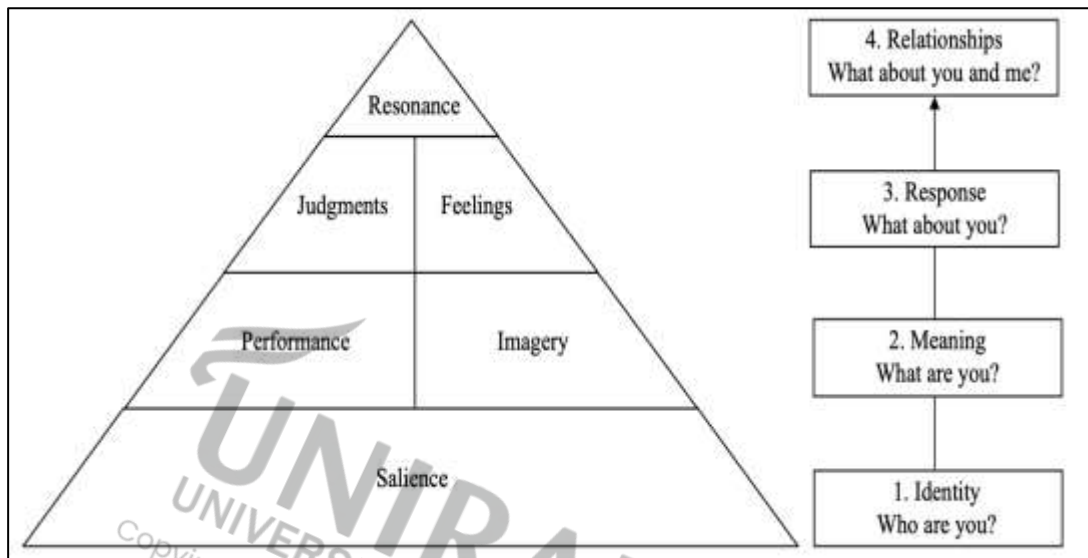 Resonance
Judgments
Feelings
Performance
Imagery
Salience
4. Relationships
What about you and me?
3. Response
What about you?
2. Meaning
What are you?
1. Identity
Who are you?